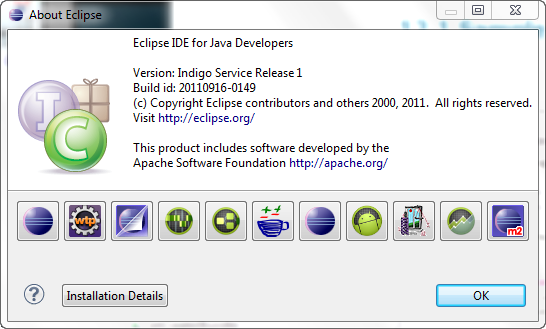 About Eclipse
Eclipse IDE for Java Developers
Version: Indigo Service Release 1
Build id: 20110916-0149
(c) Copyright Eclipse contributors and others 2000, 2011.  All rights reserved.
Visit http://eclipse.org/
This product includes software developed by the
Apache Software Foundation http://apache.org/
I
C
wtp
m2
?
Installation Details
OK